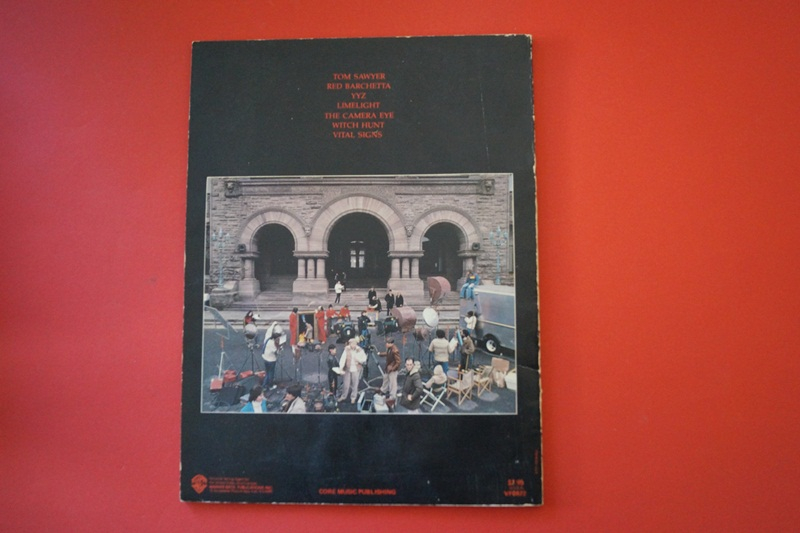 TOM SAWYER
RED BARCHETTA
YYZ
LIMELIGHT
THE CAMERA EYE
WITCH HUNT
VITAL SIGNS
CORE MUSIC PUBLISHING